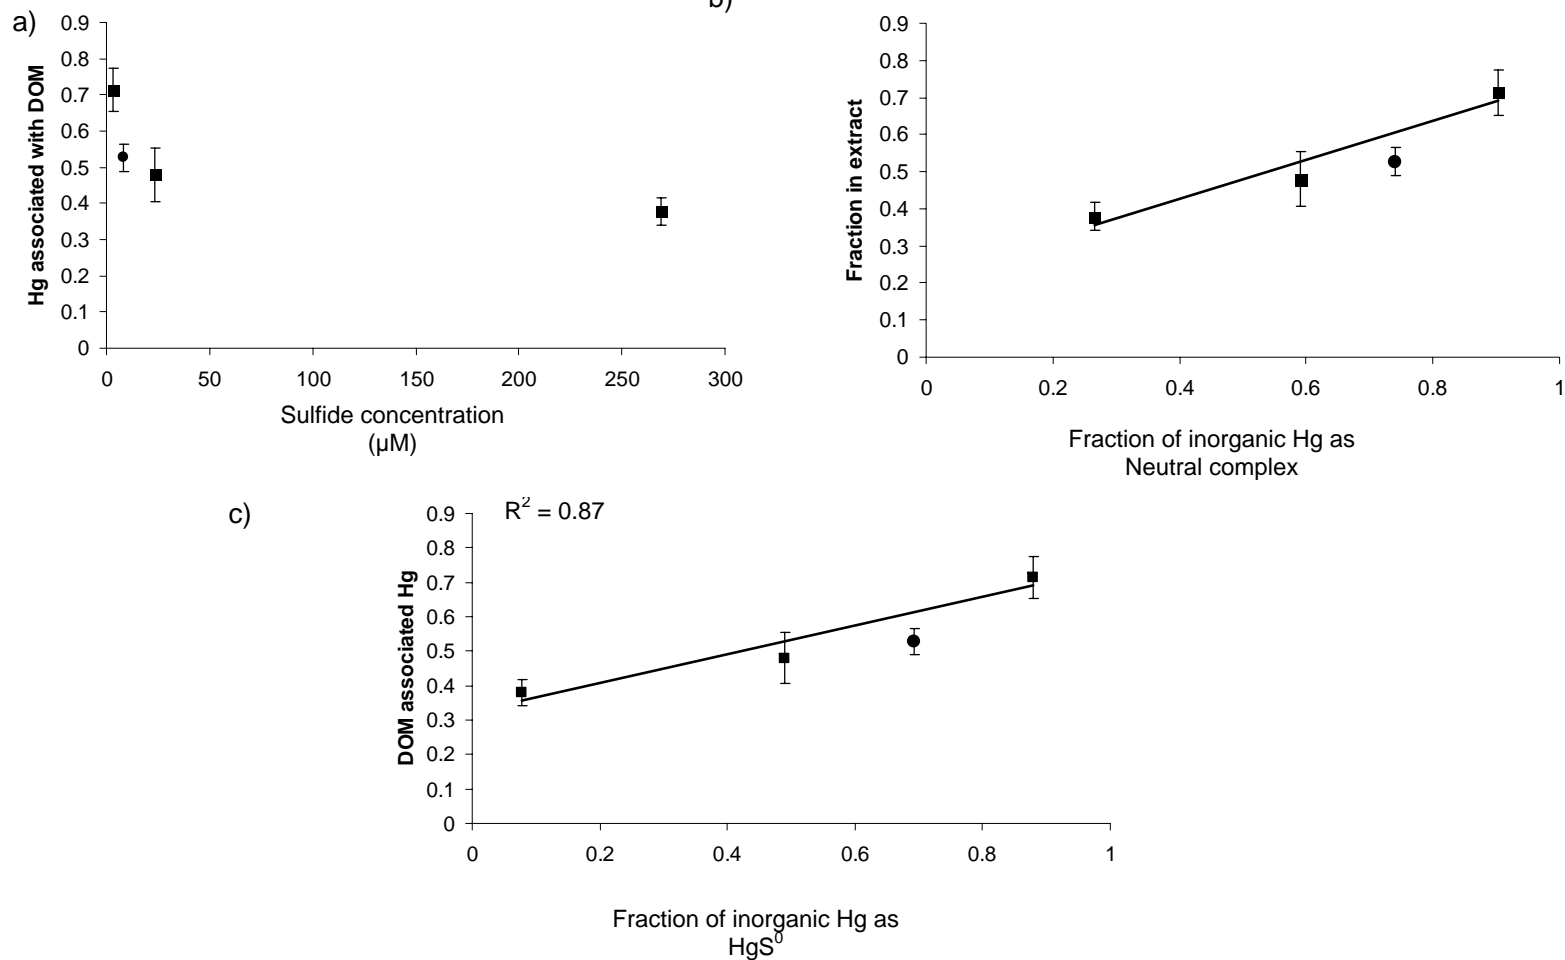 a)
Hg associated with DOM
0.9
0.8
0.7
0.6
0.5
0.4
0.3
0.2
0.1
0
0 50 100 150 200 250 300
Sulfide concentration
(µM)
b)
Fraction in extract
0.9
0.8
0.7
0.6
0.5
0.4
0.3
0.2
0.1
0
0 0.2 0.4 0.6 0.8 1
Fraction of inorganic Hg as
Neutral complex
c)
R² = 0.87
DOM associated Hg
0.9
0.8
0.7
0.6
0.5
0.4
0.3
0.2
0.1
0
0 0.2 0.4 0.6 0.8 1
Fraction of inorganic Hg as
HgS⁰